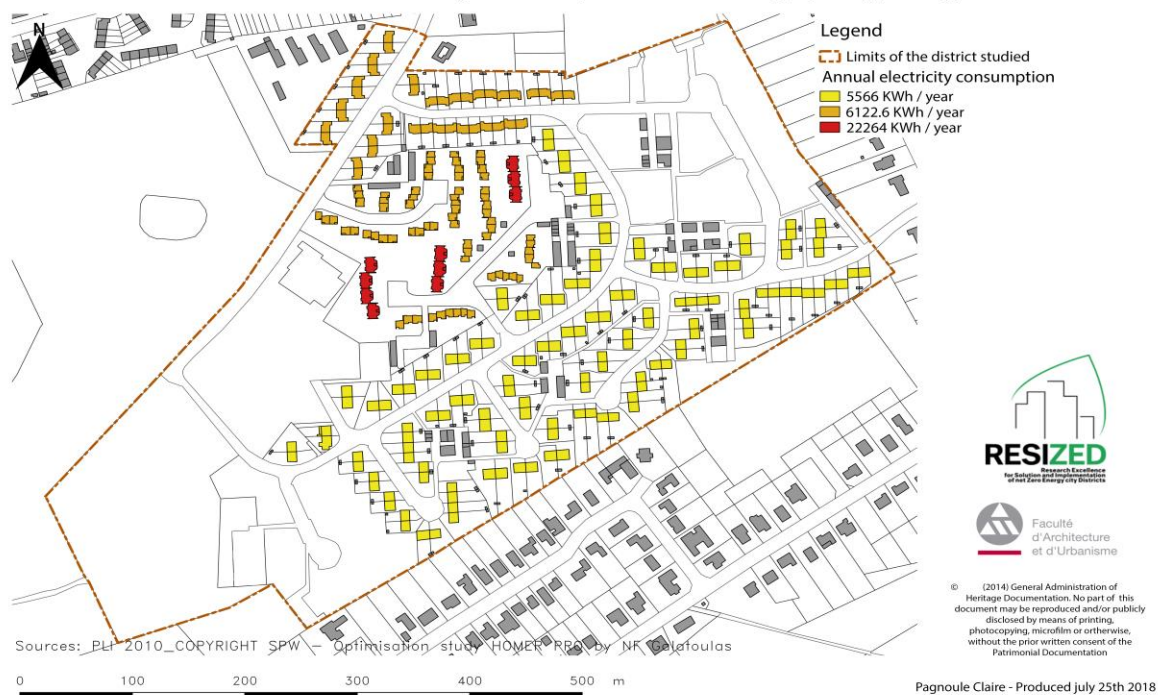 N
Legend
Limits of the district studied
Annual electricity consumption
5566 KWh / year
6122.6 KWh / year
22264 KWh / year
RESIZED
Research Excellence
for Solution and Implementation
of net Zero Energy city Districts
Faculté
d'Architecture
et d'Urbanisme
© (2014) General Administration of
Heritage Documentation. No part of this
document may be reproduced and/or publicly
disclosed by means of printing,
photocopying, microfilm or otherwise,
without the prior written consent of the
Patrimonial Documentation
Sources: PLI 2010_COPYRIGHT SPW – Optimisation study HOMER PRO by NF Galatoulas
0 100 200 300 400 500 m
Pagnoule Claire - Produced july 25th 2018